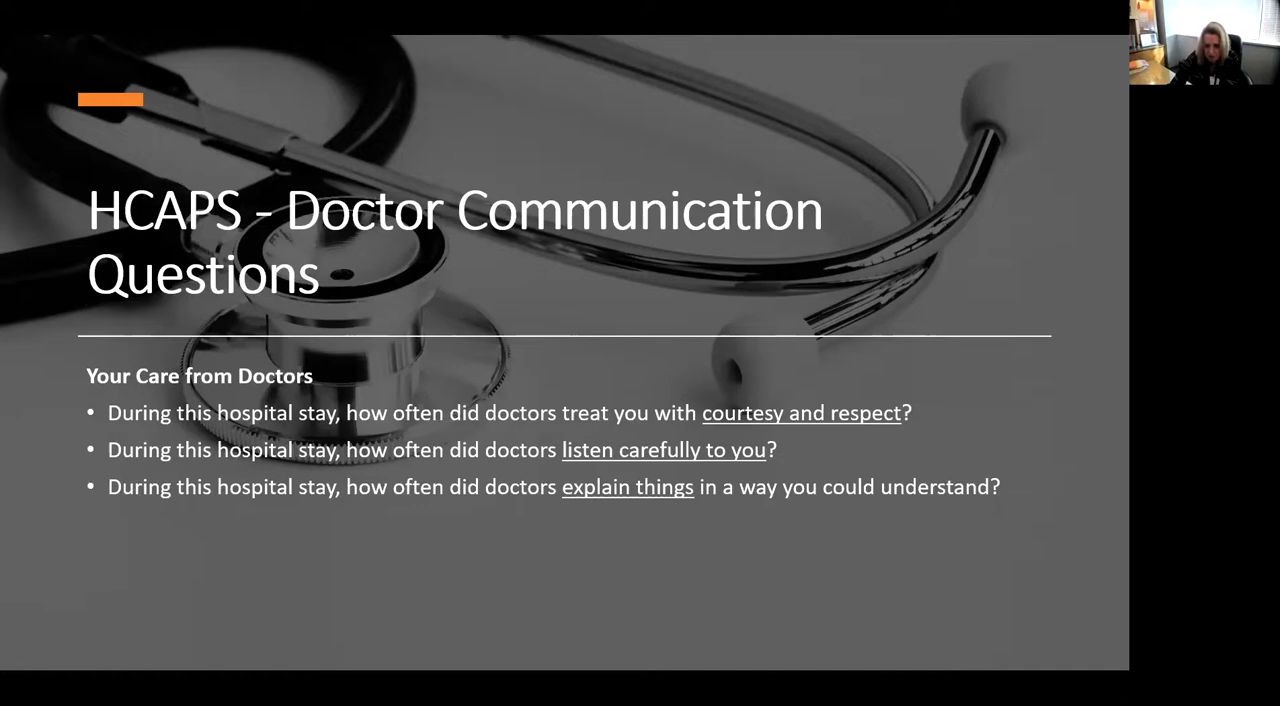 HCAPS - Doctor Communication
Questions
Your Care from Doctors
• During this hospital stay, how often did doctors treat you with courtesy and respect?
• During this hospital stay, how often did doctors listen carefully to you?
• During this hospital stay, how often did doctors explain things in a way you could understand?